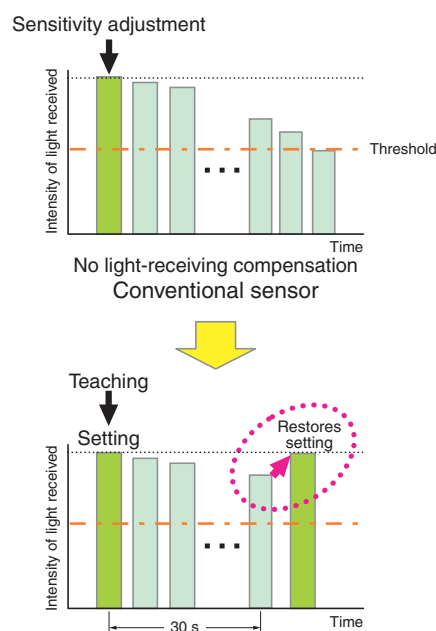 Sensitivity adjustment
Intensity of light received
Threshold
Time
No light-receiving compensation
Conventional sensor
Teaching
Setting
Restores
setting
Intensity of light received
30 s
Time